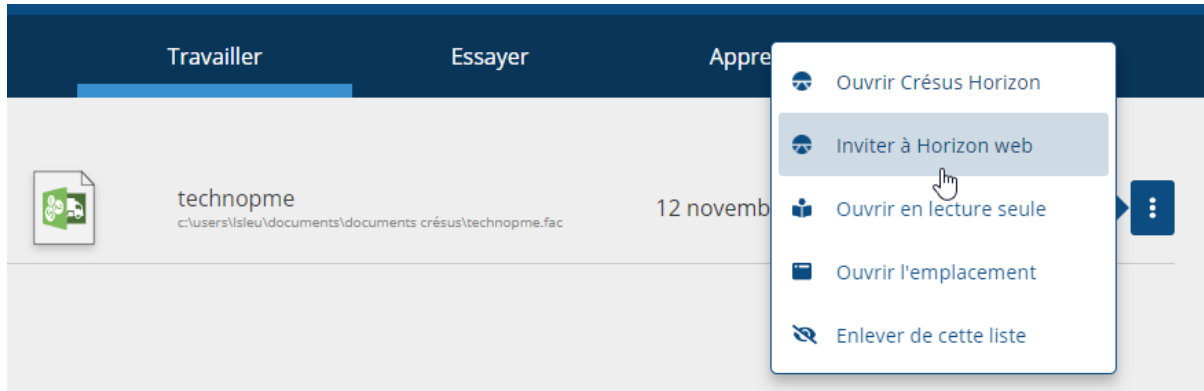 Travailler
Essayer
Appre
Ouvrir Crésus Horizon
Inviter à Horizon web
technopme
c:\users\lsleu\documents\documents crésus\technopme.fac
12 novemb
Ouvrir en lecture seule
Ouvrir l'emplacement
Enlever de cette liste